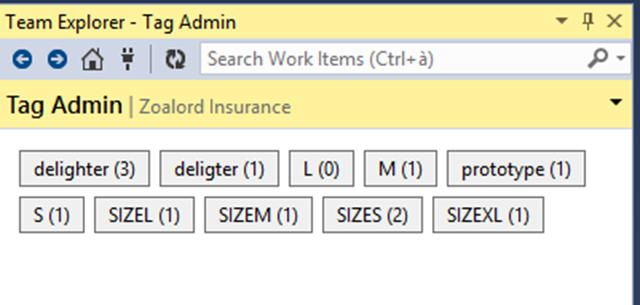 Team Explorer - Tag Admin
Search Work Items (Ctrl+à)
Tag Admin | Zoalord Insurance
delighter (3) deligter (1) L (0) M (1) prototype (1)
S (1) SIZEL (1) SIZEM (1) SIZES (2) SIZEXL (1)